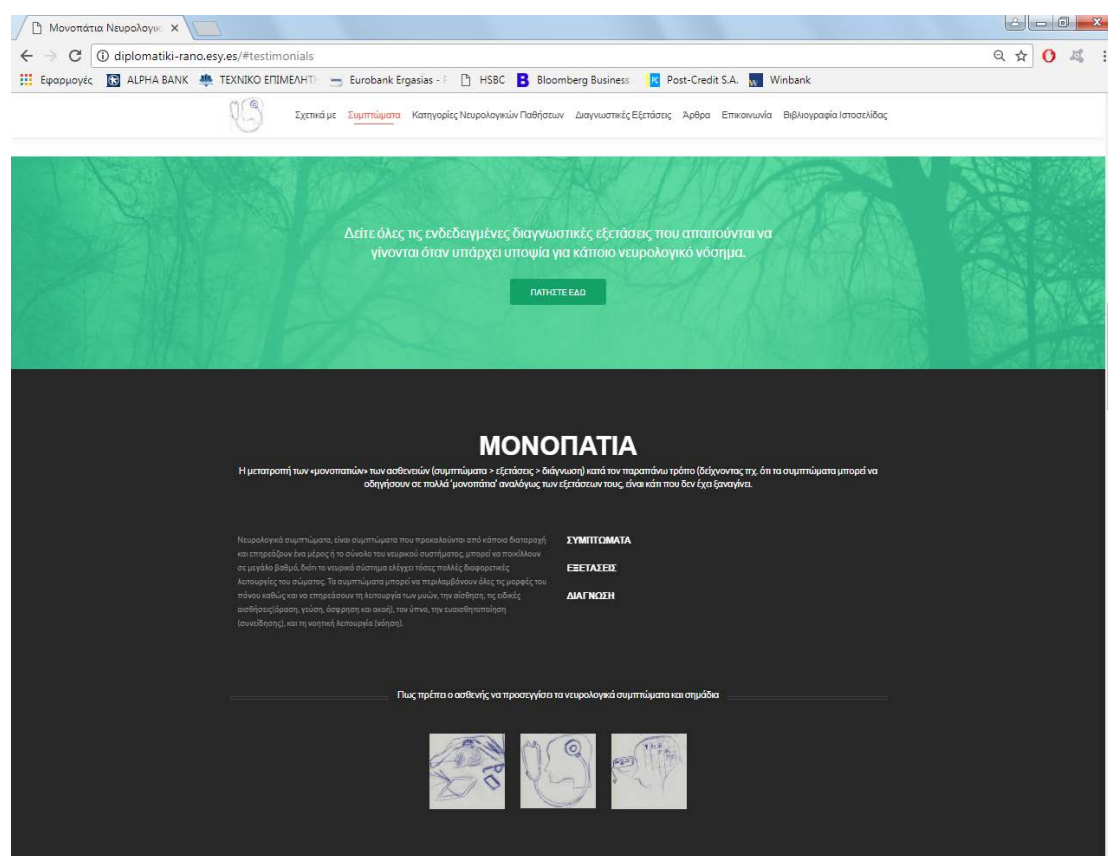 Μονοπάτια Νευρολογικ
diplomatiki-rano.esy.es/#testimonials
Εφαρμογές ALPHA BANK ΤΕΧΝΙΚΟ ΕΠΙΜΕΛΗΤΗ Eurobank Ergasias - F HSBC Bloomberg Business Post-Credit S.A. Winbank
Σχετικά με Συμπτώματα Κατηγορίες Νευρολογικών Παθήσεων Διαγνωστικές Εξετάσεις Άρθρα Επικοινωνία Βιβλιογραφία Ιστοσελίδας
Δείτε όλες τις ενδεδειγμένες διαγνωστικές εξετάσεις που απαιτούνται να
γίνονται όταν υπάρχει υποψία για κάποιο νευρολογικό νόσημα.
ΠΑΤΗΣΤΕ ΕΔΩ
ΜΟΝΟΠΑΤΙΑ
Η μετατροπή των «μονοπατιών» των ασθενειών (συμπτώματα > εξετάσεις > διάγνωση) κατά τον παραπάνω τρόπο (δείχνοντας πχ. ότι τα συμπτώματα μπορεί να
οδηγήσουν σε πολλά 'μονοπάτια' αναλόγως των εξετάσεων τους, είναι κάτι που δεν έχει ξαναγίνει.
Νευρολογικά συμπτώματα, είναι συμπτώματα που προκαλούνται από κάποια διαταραχή
και επηρεάζουν ένα μέρος ή το σύνολο του νευρικού συστήματος, μπορεί να ποικίλλουν
σε μεγάλο βαθμό, διότι το νευρικό σύστημα ελέγχει τόσες πολλές διαφορετικές
λειτουργίες του σώματος. Τα συμπτώματα μπορεί να περιλαμβάνουν όλες τις μορφές του
πόνου καθώς και να επηρεάσουν τη λειτουργία των μυών, την αίσθηση, τις ειδικές
αισθήσεις(όραση, γεύση, όσφρηση και ακοή), τον ύπνο, την ευαισθητοποίηση
(συνείδησης), και τη νοητική λειτουργία (νόηση).
ΣΥΜΠΤΩΜΑΤΑ
ΕΞΕΤΑΣΕΙΣ
ΔΙΑΓΝΩΣΗ
Πως πρέπει ο ασθενής να προσεγγίσει τα νευρολογικά συμπτώματα και σημάδια